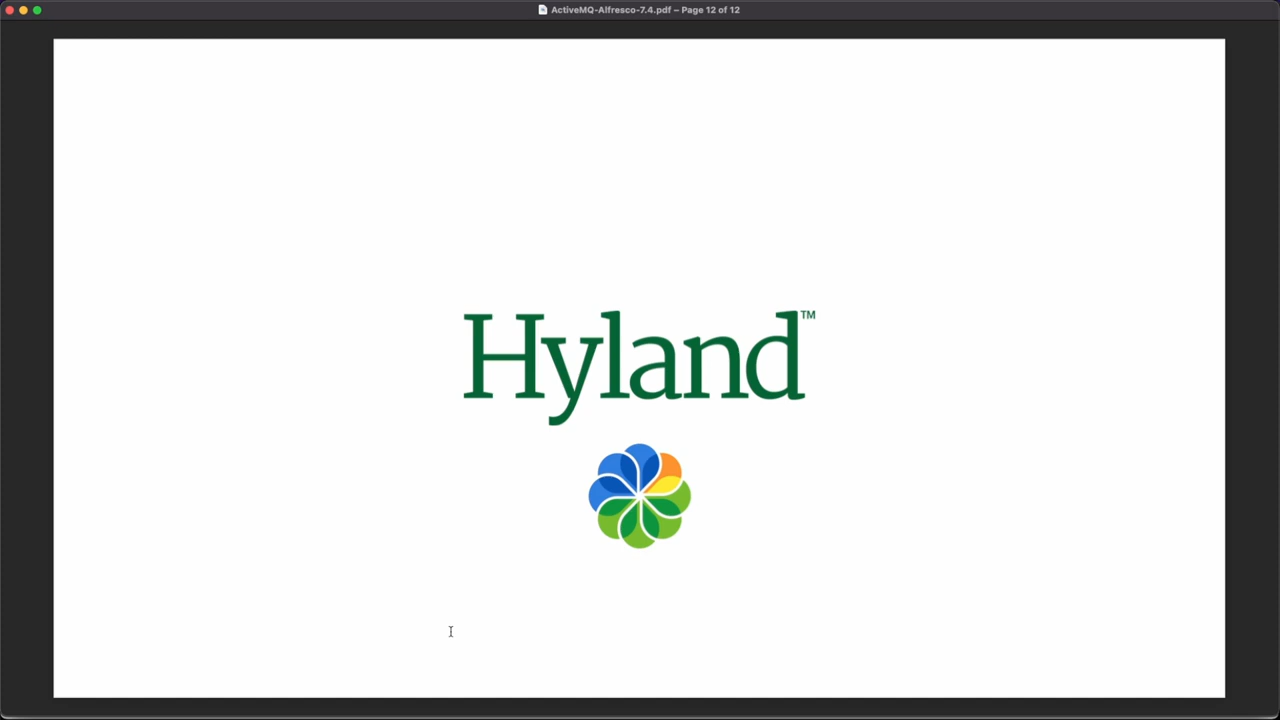 ActiveMQ-Alfresco-7.4.pdf – Page 12 of 12
Hyland™